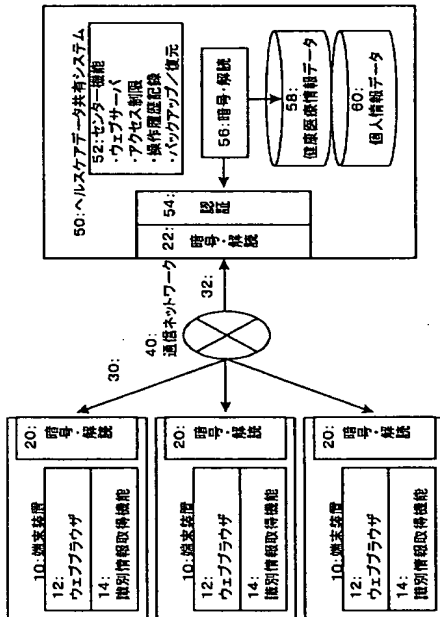 50:ヘルスケアデータ共有システム
52:センター機能
・ウェブサーバ
・アクセス制限
・操作履歴記録
・バックアップ/復元
56:暗号・解読
58:
健康医療情報データ
60:
個人情報データ
54:
認証
22:
暗号・解読
32:
40:
通信ネットワーク
30:
20:
暗号・解読
10:端末装置
12:
ウェブブラウザ
14:
識別情報取得機能
20:
暗号・解読
10:端末装置
12:
ウェブブラウザ
14:
識別情報取得機能
20:
暗号・解読
10:端末装置
12:
ウェブブラウザ
14:
識別情報取得機能